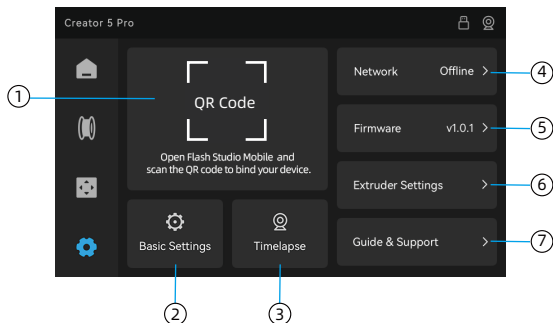 Creator 5 Pro
QR Code
Open Flash Studio Mobile and
scan the QR code to bind your device.
Basic Settings
Timelapse
Network Offline >
Firmware v1.0.1 >
Extruder Settings >
Guide & Support >
1
2
3
4
5
6
7